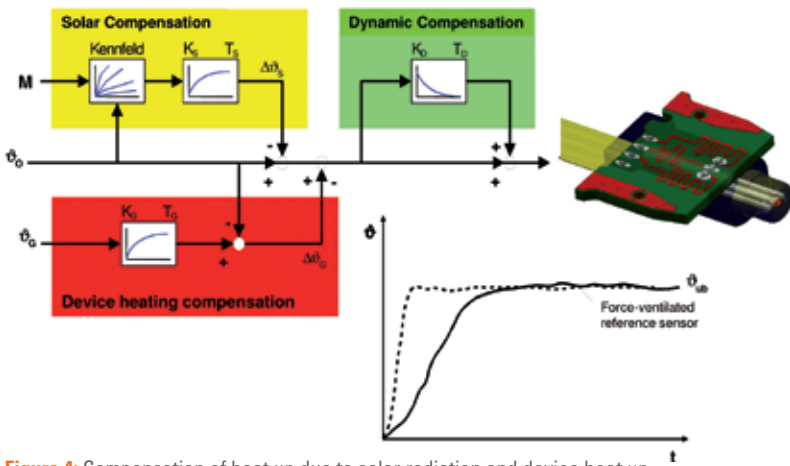 Solar Compensation
Kennfeld
K_S T_S
Δϑ_S
M
Dynamic Compensation
K_D T_D
ϑ_O
- +
+ -
+
+ +
K_G T_G
ϑ_G
-
+
Δϑ_G
Device heating compensation
ϑ
ϑ_ub
Force-ventilated
reference sensor
t
Figure 4: Compensation of heat up due to solar radiation and device heat up